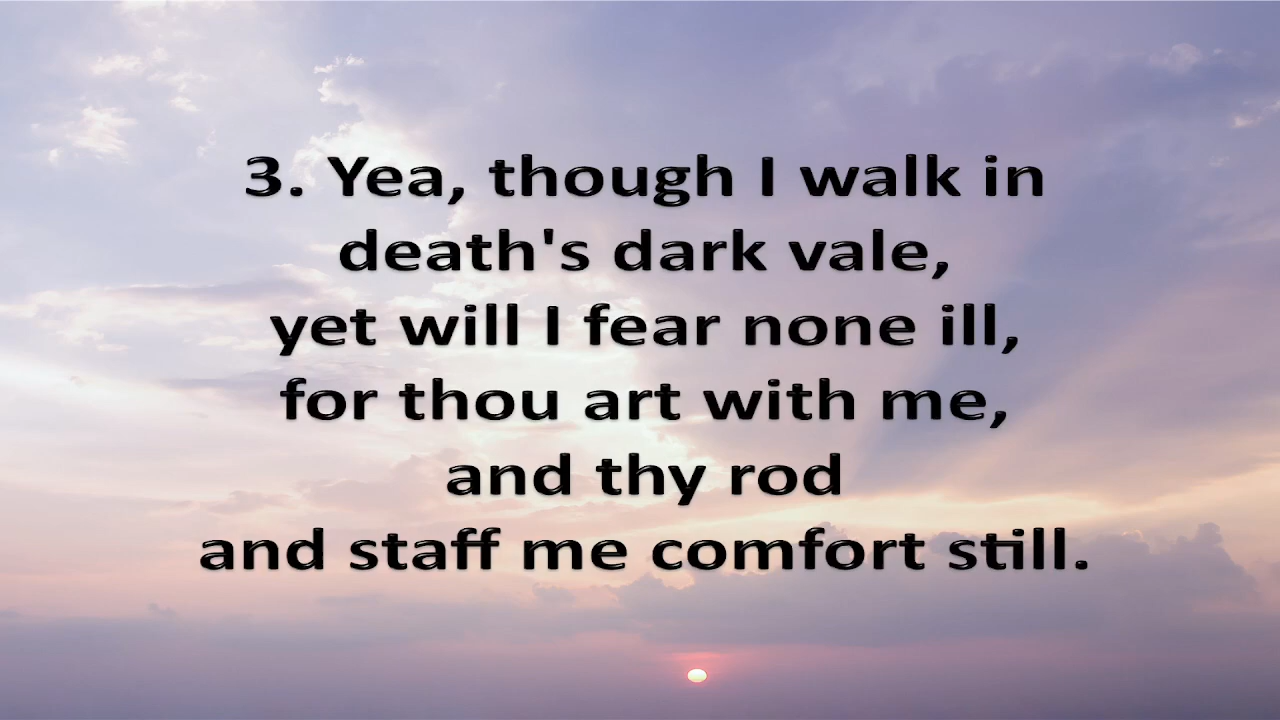 3. Yea, though I walk in
death's dark vale,
yet will I fear none ill,
for thou art with me,
and thy rod
and staff me comfort still.